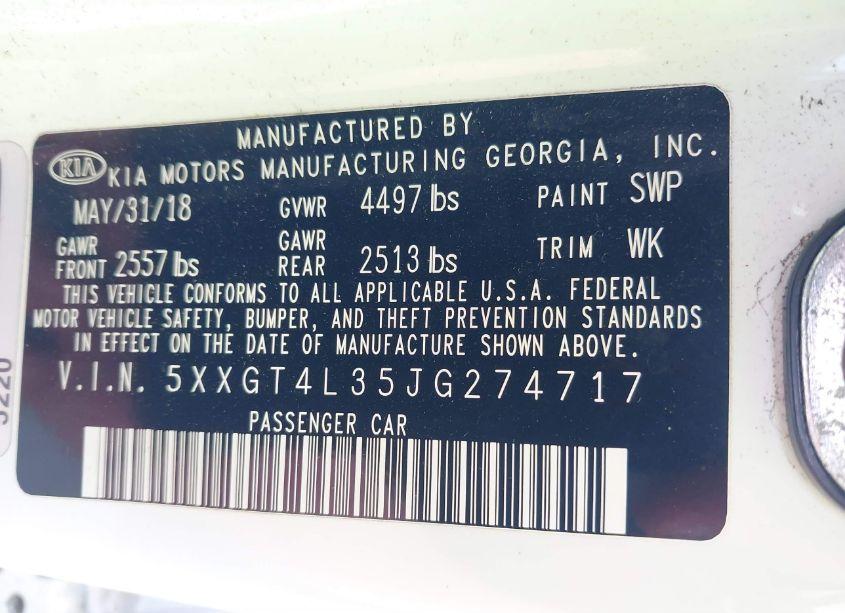 MANUFACTURED BY
KIA KIA MOTORS MANUFACTURING GEORGIA, INC.
MAY/31/18 GVWR 4497 lbs PAINT SWP
GAWR FRONT 2557 lbs GAWR REAR 2513 lbs TRIM WK
THIS VEHICLE CONFORMS TO ALL APPLICABLE U.S.A. FEDERAL
MOTOR VEHICLE SAFETY, BUMPER, AND THEFT PREVENTION STANDARDS
IN EFFECT ON THE DATE OF MANUFACTURE SHOWN ABOVE.
V.I.N. 5XXGT4L35JG274717
PASSENGER CAR
J220